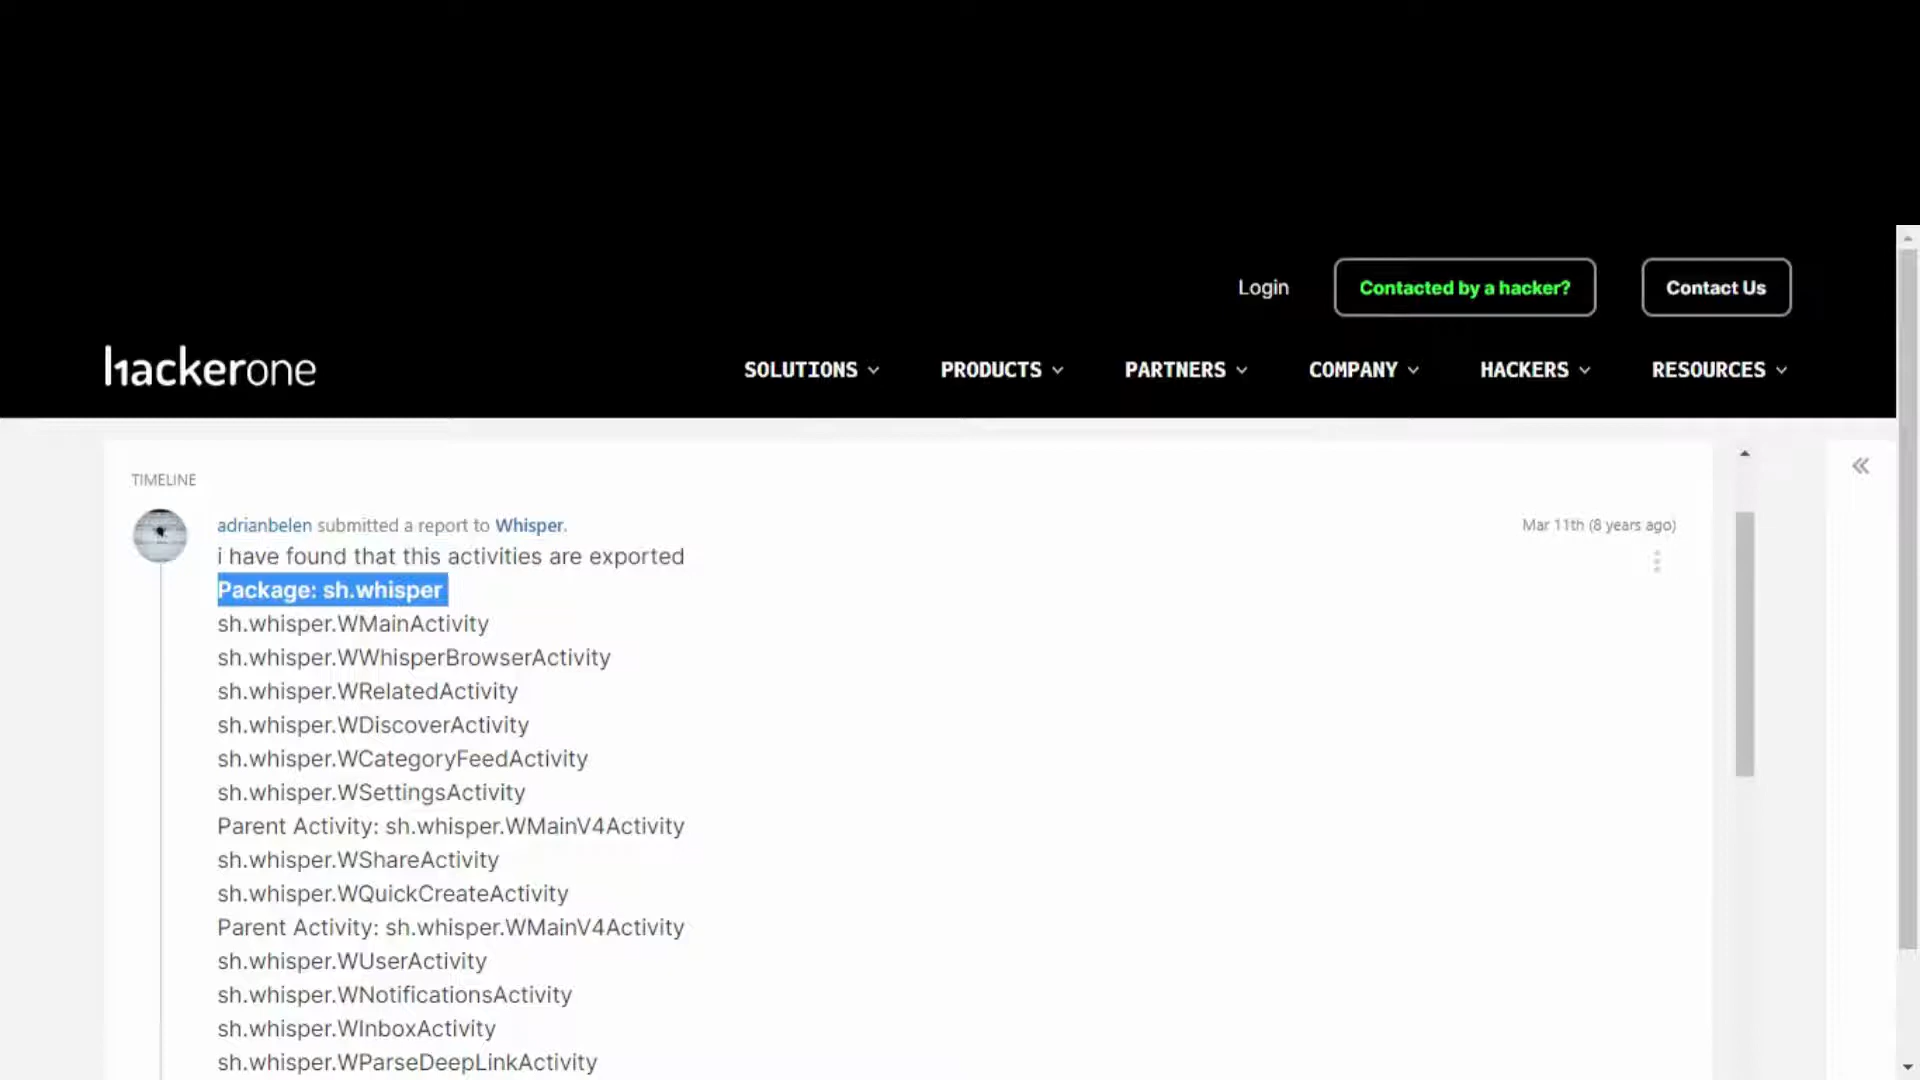 Login
Contacted by a hacker?
Contact Us
hackerone
SOLUTIONS
PRODUCTS
PARTNERS
COMPANY
HACKERS
RESOURCES
TIMELINE
adrianbelen submitted a report to Whisper.
Mar 11th (8 years ago)
i have found that this activities are exported
Package: sh.whisper
sh.whisper.WMainActivity
sh.whisper.WWhisperBrowserActivity
sh.whisper.WRelatedActivity
sh.whisper.WDiscoverActivity
sh.whisper.WCategoryFeedActivity
sh.whisper.WSettingsActivity
Parent Activity: sh.whisper.WMainV4Activity
sh.whisper.WShareActivity
sh.whisper.WQuickCreateActivity
Parent Activity: sh.whisper.WMainV4Activity
sh.whisper.WUserActivity
sh.whisper.WNotificationsActivity
sh.whisper.WInboxActivity
sh.whisper.WParseDeepLinkActivity